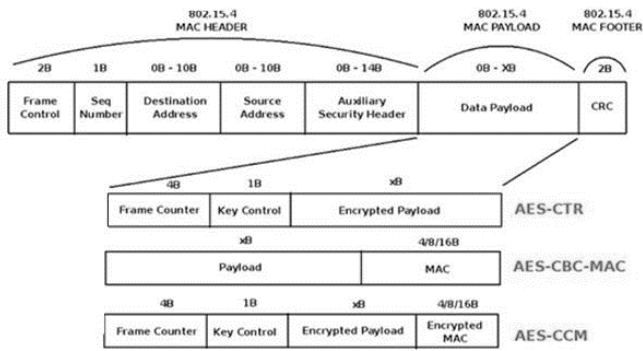 802.15.4 802.15.4 802.15.4
MAC HEADER MAC PAYLOAD MAC FOOTER
2B 1B 0B - 10B 0B - 10B 0B - 14B 0B - XB 2B
Frame Control Seq Number Destination Address Source Address Auxiliary Security Header Data Payload CRC
4B 1B xB
Frame Counter Key Control Encrypted Payload AES-CTR
xB 4/8/16B
Payload MAC AES-CBC-MAC
4B 1B xB 4/8/16B
Frame Counter Key Control Encrypted Payload Encrypted MAC AES-CCM